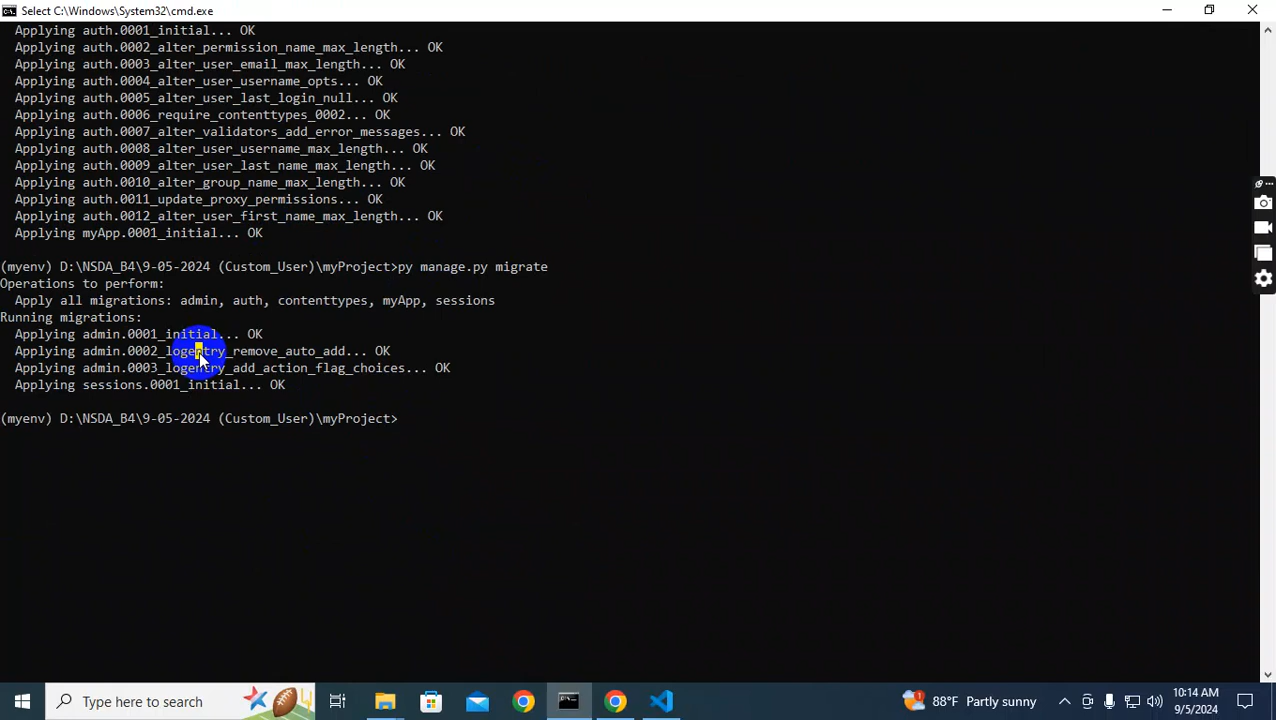 Select C:\Windows\System32\cmd.exe
Applying auth.0001_initial... OK
Applying auth.0002_alter_permission_name_max_length... OK
Applying auth.0003_alter_user_email_max_length... OK
Applying auth.0004_alter_user_username_opts... OK
Applying auth.0005_alter_user_last_login_null... OK
Applying auth.0006_require_contenttypes_0002... OK
Applying auth.0007_alter_validators_add_error_messages... OK
Applying auth.0008_alter_user_username_max_length... OK
Applying auth.0009_alter_user_last_name_max_length... OK
Applying auth.0010_alter_group_name_max_length... OK
Applying auth.0011_update_proxy_permissions... OK
Applying auth.0012_alter_user_first_name_max_length... OK
Applying myApp.0001_initial... OK
(myenv) D:\NSDA_B4\9-05-2024 (Custom_User)\myProject>py manage.py migrate
Operations to perform:
Apply all migrations: admin, auth, contenttypes, myApp, sessions
Running migrations:
Applying admin.0001_initial... OK
Applying admin.0002_logentry_remove_auto_add... OK
Applying admin.0003_logentry_add_action_flag_choices... OK
Applying sessions.0001_initial... OK
(myenv) D:\NSDA_B4\9-05-2024 (Custom_User)\myProject>
Type here to search
88°F Partly sunny
10:14 AM
9/5/2024